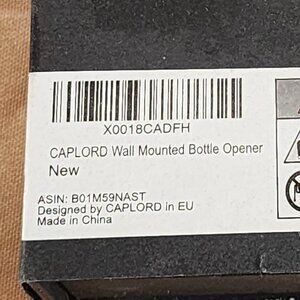 X0018CADFH
CAPLORD Wall Mounted Bottle Opener
New
ASIN: B01M59NAST
Designed by CAPLORD in EU
Made in China